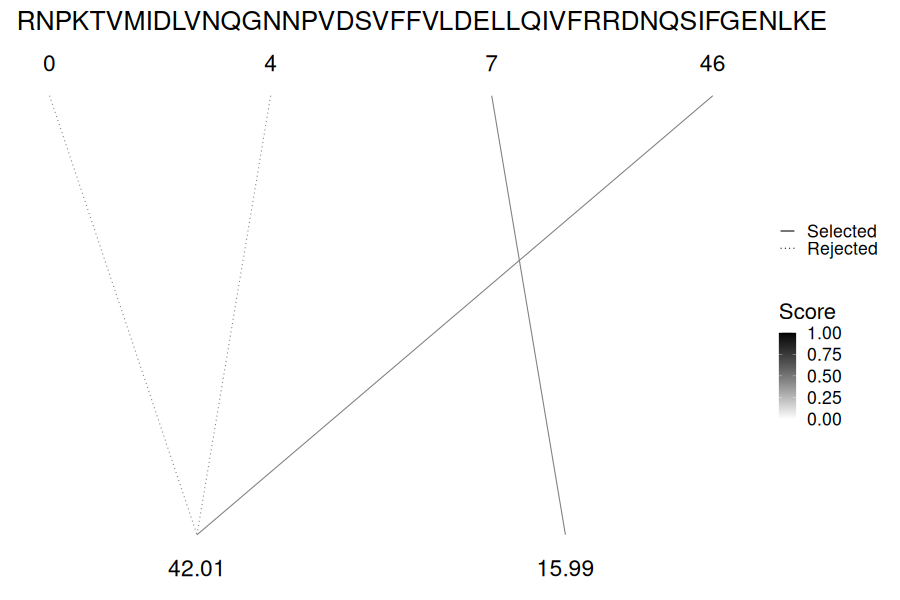 RNPKTVMIDLVNQGNNPVDSVFFVLDELLQIVFRRDNQSIFGENLKE
0 4 7 46
Selected
Rejected
Score
1.00
0.75
0.50
0.25
0.00
42.01 15.99